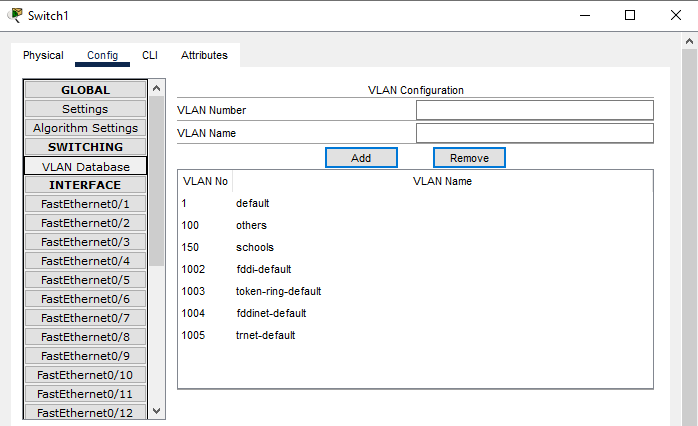 Switch1
Physical Config CLI Attributes
GLOBAL
Settings
Algorithm Settings
SWITCHING
VLAN Database
INTERFACE
FastEthernet0/1
FastEthernet0/2
FastEthernet0/3
FastEthernet0/4
FastEthernet0/5
FastEthernet0/6
FastEthernet0/7
FastEthernet0/8
FastEthernet0/9
FastEthernet0/10
FastEthernet0/11
FastEthernet0/12
VLAN Configuration
VLAN Number
VLAN Name
Add Remove
VLAN No VLAN Name
1 default
100 others
150 schools
1002 fddi-default
1003 token-ring-default
1004 fddinet-default
1005 trnet-default